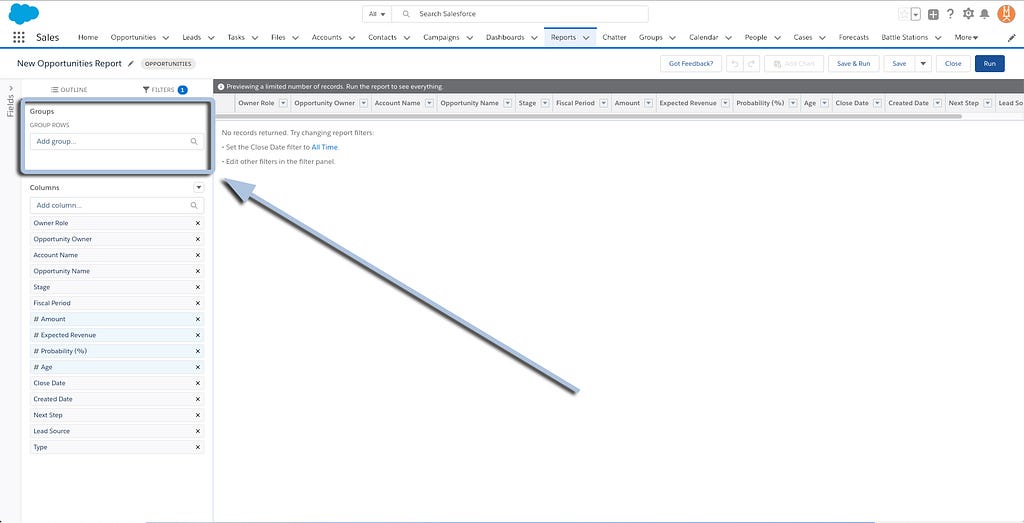 All
Search Salesforce
Sales
Home Opportunities Leads Tasks Files Accounts Contacts Campaigns Dashboards Reports Chatter Groups Calendar People Cases Forecasts Battle Stations More
New Opportunities Report OPPORTUNITIES
Got Feedback? Add Chart Save & Run Save Close Run
Fields
OUTLINE FILTERS 1
Previewing a limited number of records. Run the report to see everything.
Owner Role Opportunity Owner Account Name Opportunity Name Stage Fiscal Period Amount Expected Revenue Probability (%) Age Close Date Created Date Next Step Lead So
Groups
GROUP ROWS
Add group...
No records returned. Try changing report filters:
• Set the Close Date filter to All Time.
• Edit other filters in the filter panel.
Columns
Add column...
Owner Role
Opportunity Owner
Account Name
Opportunity Name
Stage
Fiscal Period
# Amount
# Expected Revenue
# Probability (%)
# Age
Close Date
Created Date
Next Step
Lead Source
Type